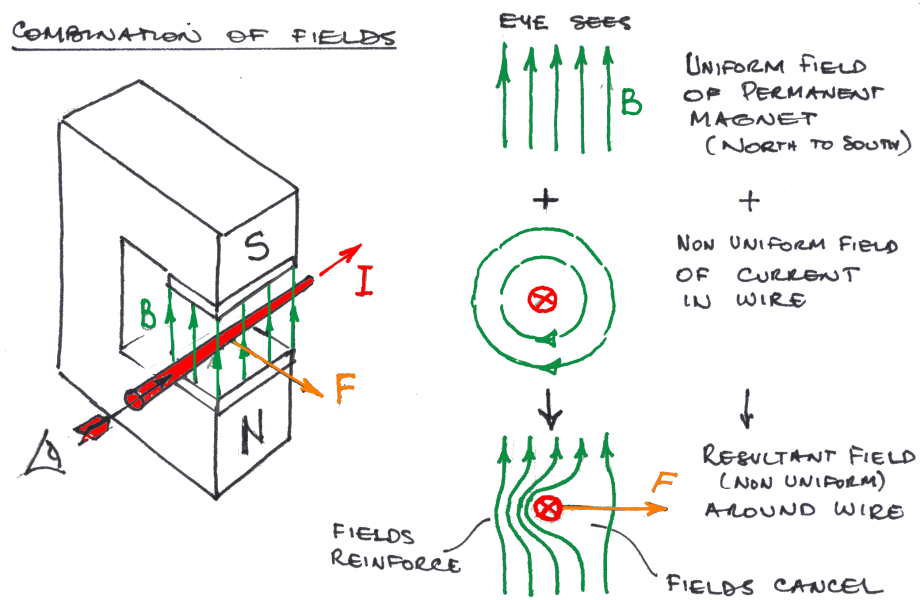 COMBINATION OF FIELDS
EYE SEES
B
UNIFORM FIELD
OF PERMANENT
MAGNET
(NORTH TO SOUTH)
S
I
B
F
N
+
+
NON UNIFORM FIELD
OF CURRENT
IN WIRE
F
RESULTANT FIELD
(NON UNIFORM)
AROUND WIRE
FIELDS
REINFORCE
FIELDS CANCEL